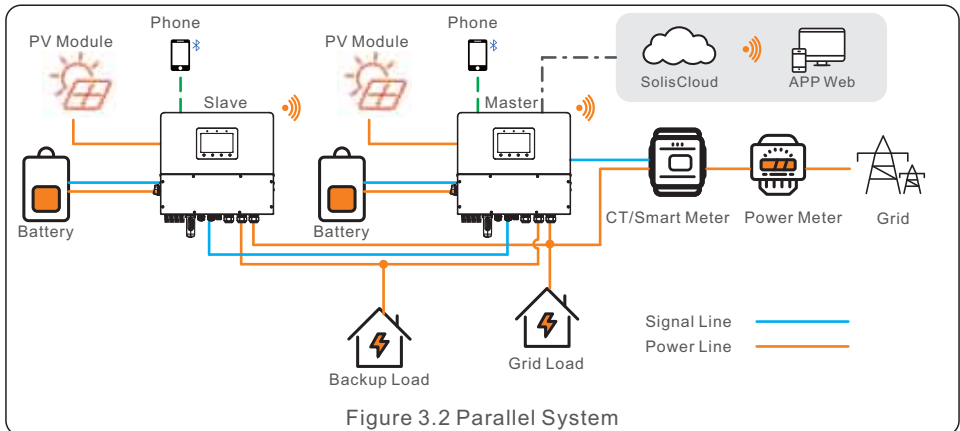 Phone
Phone
PV Module
PV Module
SolisCloud
APP Web
Slave
Master
Battery
Battery
CT/Smart Meter
Power Meter
Grid
Signal Line
Power Line
Grid Load
Backup Load
Figure 3.2 Parallel System